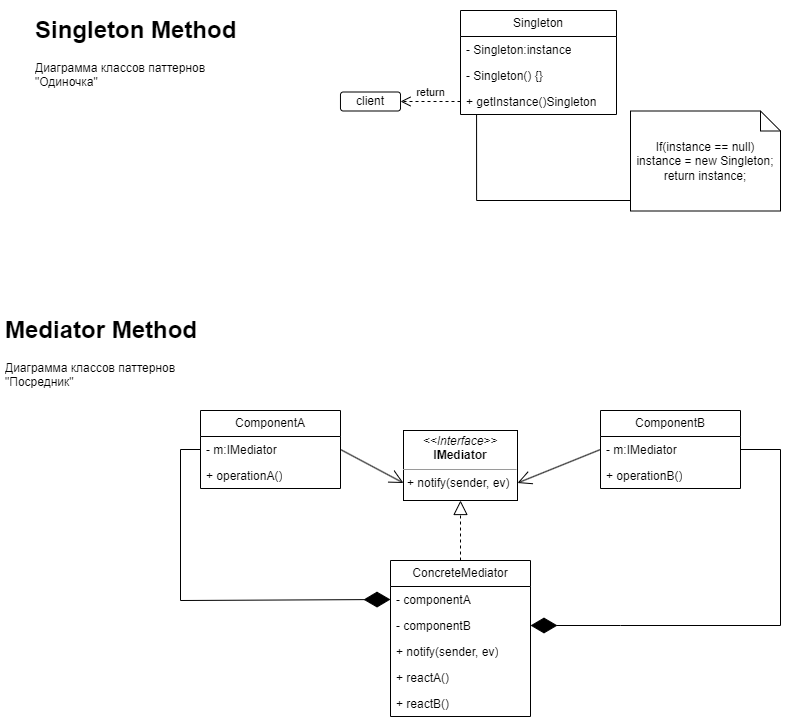 Singleton Method
Диаграмма классов паттернов
"Одиночка"
Singleton
- Singleton:instance
- Singleton() {}
+ getInstance()Singleton
client
return
If(instance == null)
instance = new Singleton;
return instance;
Mediator Method
Диаграмма классов паттернов
"Посредник"
ComponentA
- m:IMediator
+ operationA()
<<Interface>>
IMediator
+ notify(sender, ev)
ComponentB
- m:IMediator
+ operationB()
ConcreteMediator
- componentA
- componentB
+ notify(sender, ev)
+ reactA()
+ reactB()